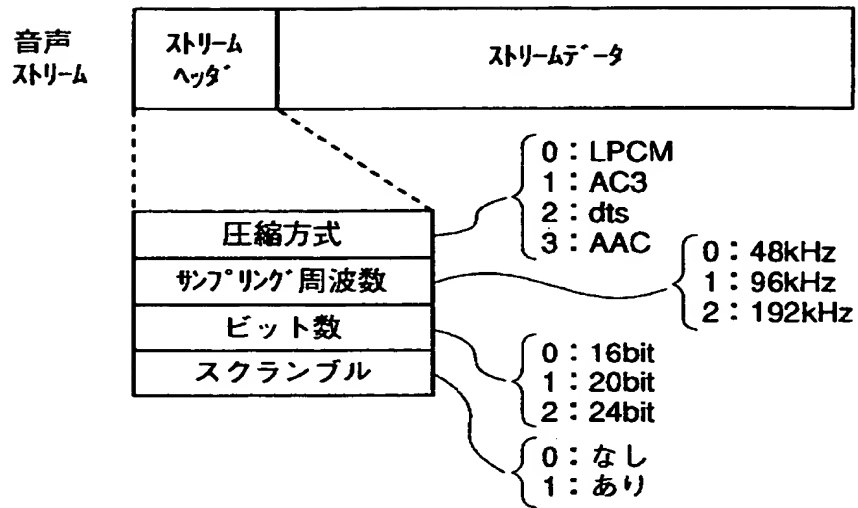 音声
ストリーム
ストリーム
ヘッダ
ストリームデータ
圧縮方式
サンプリング周波数
ビット数
スクランブル
0：LPCM
1：AC3
2：dts
3：AAC
0：48kHz
1：96kHz
2：192kHz
0：16bit
1：20bit
2：24bit
0：なし
1：あり